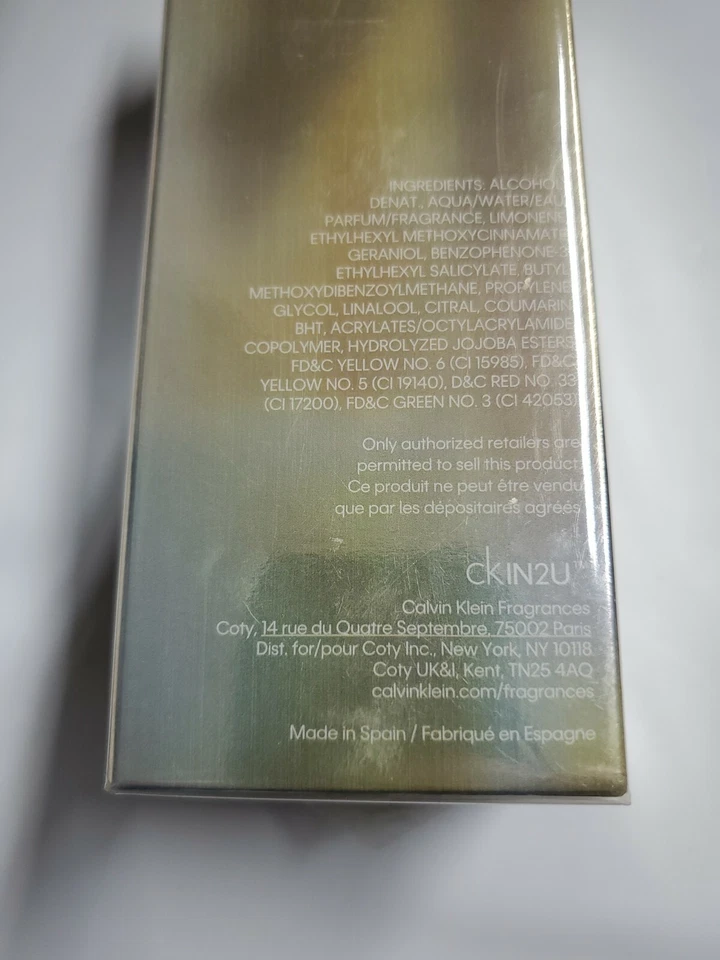 INGREDIENTS: ALCOHOL
DENAT., AQUA/WATER/EAU,
PARFUM/FRAGRANCE, LIMONENE,
ETHYLHEXYL METHOXYCINNAMATE,
GERANIOL, BENZOPHENONE-3,
ETHYLHEXYL SALICYLATE, BUTYL
METHOXYDIBENZOYLMETHANE, PROPYLENE
GLYCOL, LINALOOL, CITRAL, COUMARIN,
BHT, ACRYLATES/OCTYLACRYLAMIDE
COPOLYMER, HYDROLYZED JOJOBA ESTERS,
FD&C YELLOW NO. 6 (CI 15985), FD&C
YELLOW NO. 5 (CI 19140), D&C RED NO. 33
(CI 17200), FD&C GREEN NO. 3 (CI 42053)
Only authorized retailers are
permitted to sell this product.
Ce produit ne peut être vendu
que par les dépositaires agréés.
CKIN2U™
Calvin Klein Fragrances
Coty, 14 rue du Quatre Septembre, 75002 Paris
Dist. for/pour Coty Inc., New York, NY 10118
Coty UK&I, Kent, TN25 4AQ
calvinklein.com/fragrances
Made in Spain / Fabriqué en Espagne